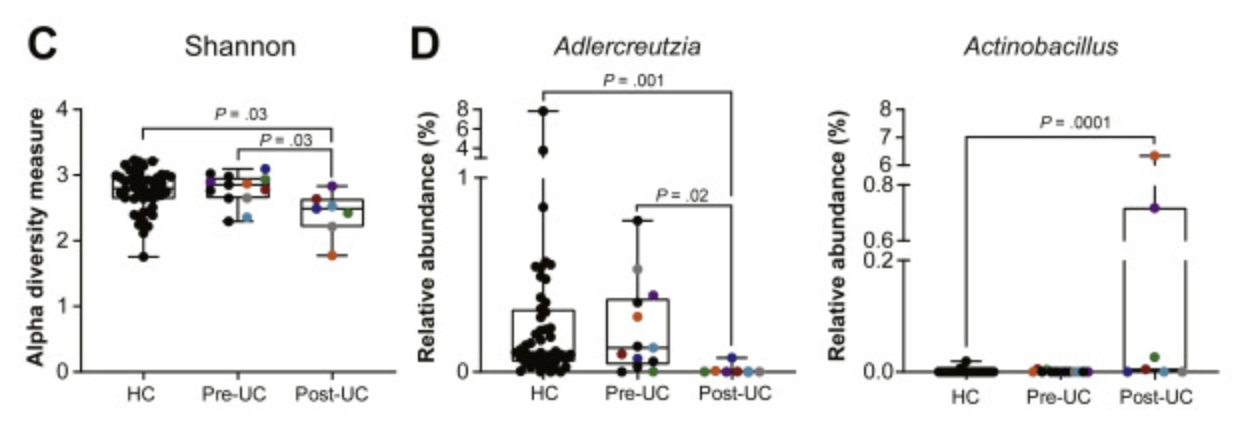 C
Shannon
Alpha diversity measure
4
3
2
1
0
P = .03
P = .03
HC
Pre-UC
Post-UC
D
Adlercreutzia
Relative abundance (%)
8
6
4
1
0
P = .001
P = .02
HC
Pre-UC
Post-UC
Actinobacillus
Relative abundance (%)
8
7
6
0.8
0.6
0.2
0.0
P = .0001
HC
Pre-UC
Post-UC